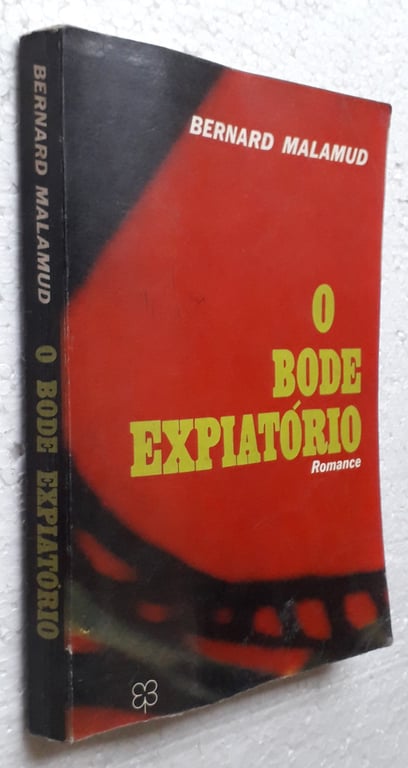 BERNARD MALAMUD
O BODE EXPIATÓRIO
BERNARD MALAMUD
O
BODE
EXPIATÓRIO
Romance